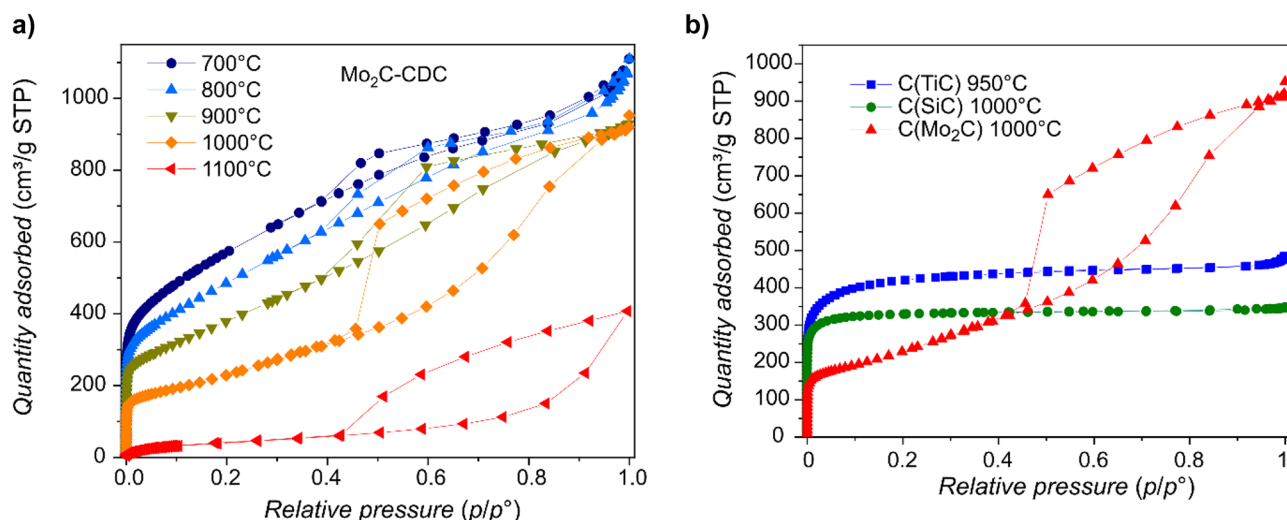 a)
Quantity adsorbed (cm³/g STP)
1000
800
600
400
200
0
700°C
800°C
900°C
1000°C
1100°C
Mo₂C-CDC
0.0 0.2 0.4 0.6 0.8 1.0
Relative pressure (p/p°)
b)
Quantity adsorbed (cm³/g STP)
1000
900
800
700
600
500
400
300
200
100
0
C(TiC) 950°C
C(SiC) 1000°C
C(Mo₂C) 1000°C
0 0.2 0.4 0.6 0.8 1
Relative pressure (p/p°)